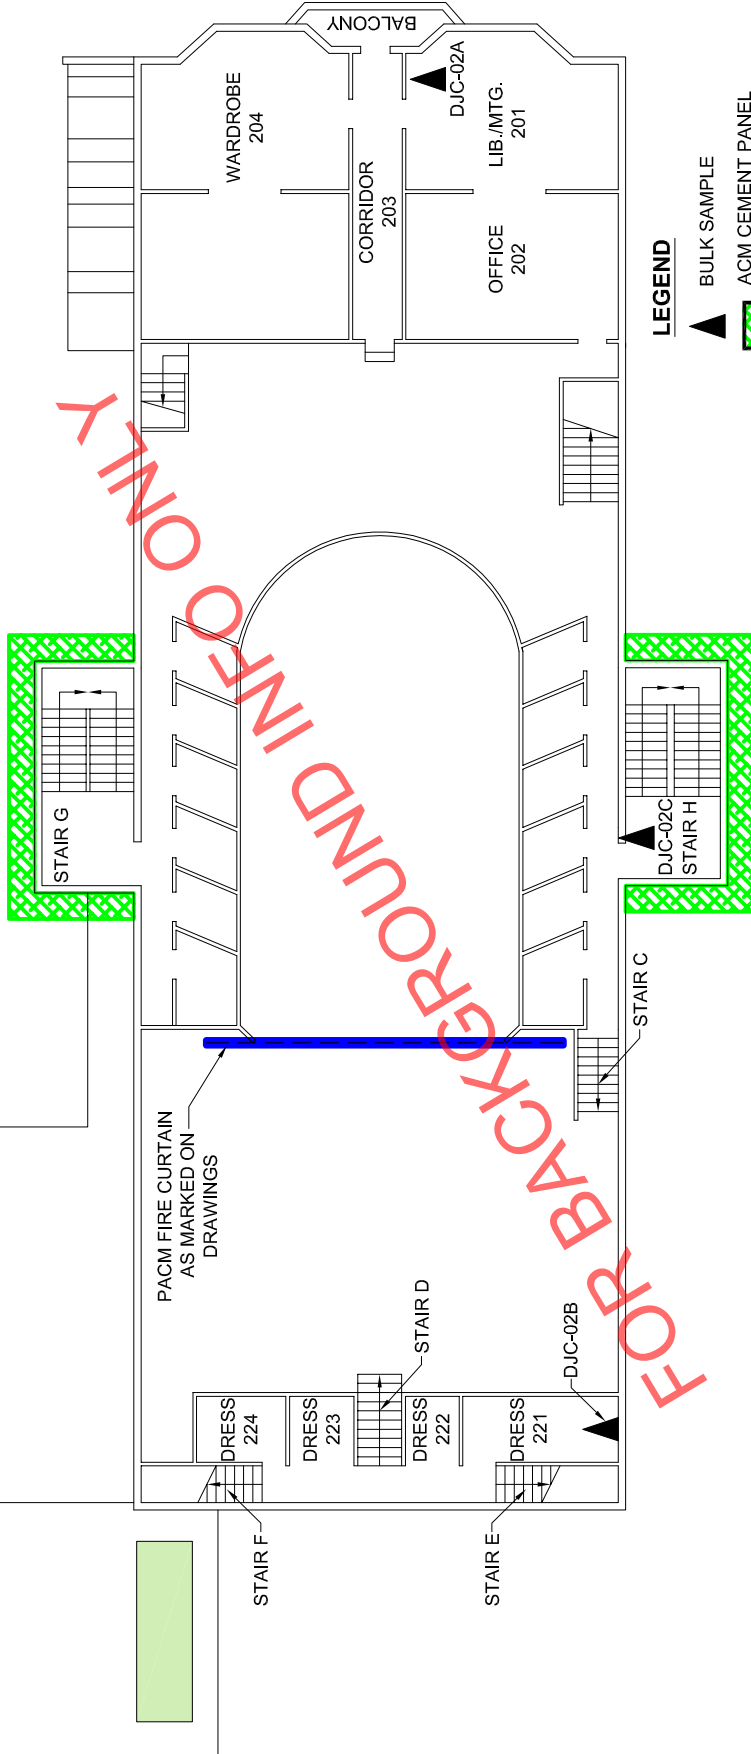 BALCONY
WARDROBE
204
DJC-02A
LIB./MTG.
201
CORRIDOR
203
OFFICE
202
LEGEND
BULK SAMPLE
ACM CEMENT PANEL
STAIR G
DJC-02C
STAIR H
STAIR C
PACM FIRE CURTAIN
AS MARKED ON
DRAWINGS
STAIR D
DJC-02B
DRESS
224
DRESS
223
DRESS
222
DRESS
221
STAIR F
STAIR E
FOR BACKGROUND INFO ONLY